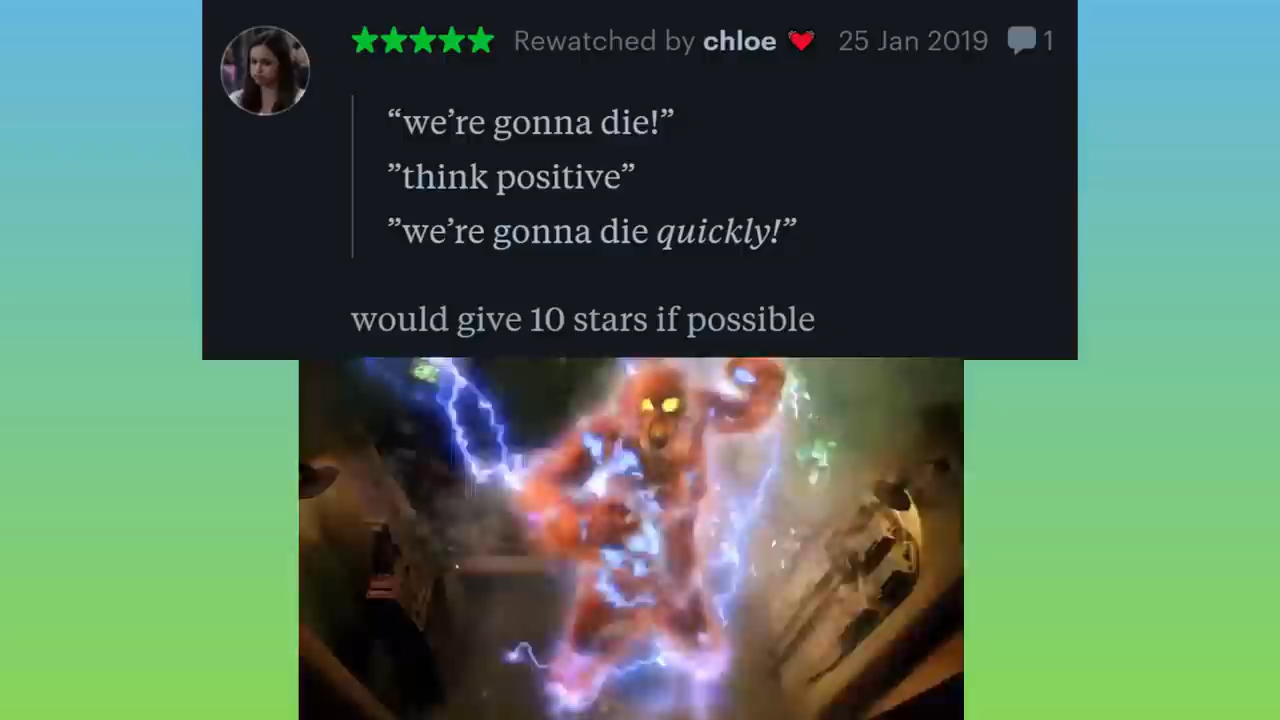 ★★★★★ Rewatched by chloe ❤️ 25 Jan 2019 1
“we’re gonna die!”
”think positive”
”we’re gonna die quickly!”
would give 10 stars if possible